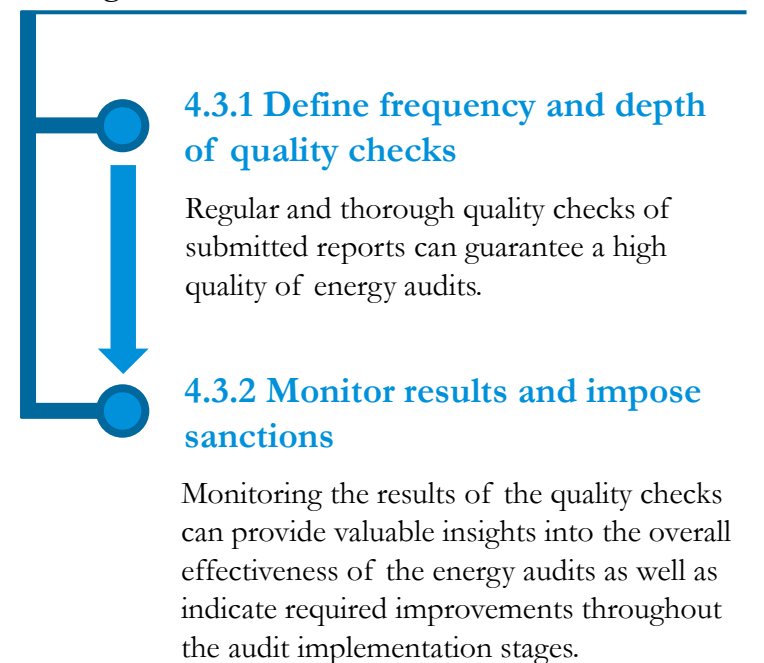 4.3.1 Define frequency and depth
of quality checks
Regular and thorough quality checks of
submitted reports can guarantee a high
quality of energy audits.
4.3.2 Monitor results and impose
sanctions
Monitoring the results of the quality checks
can provide valuable insights into the overall
effectiveness of the energy audits as well as
indicate required improvements throughout
the audit implementation stages.